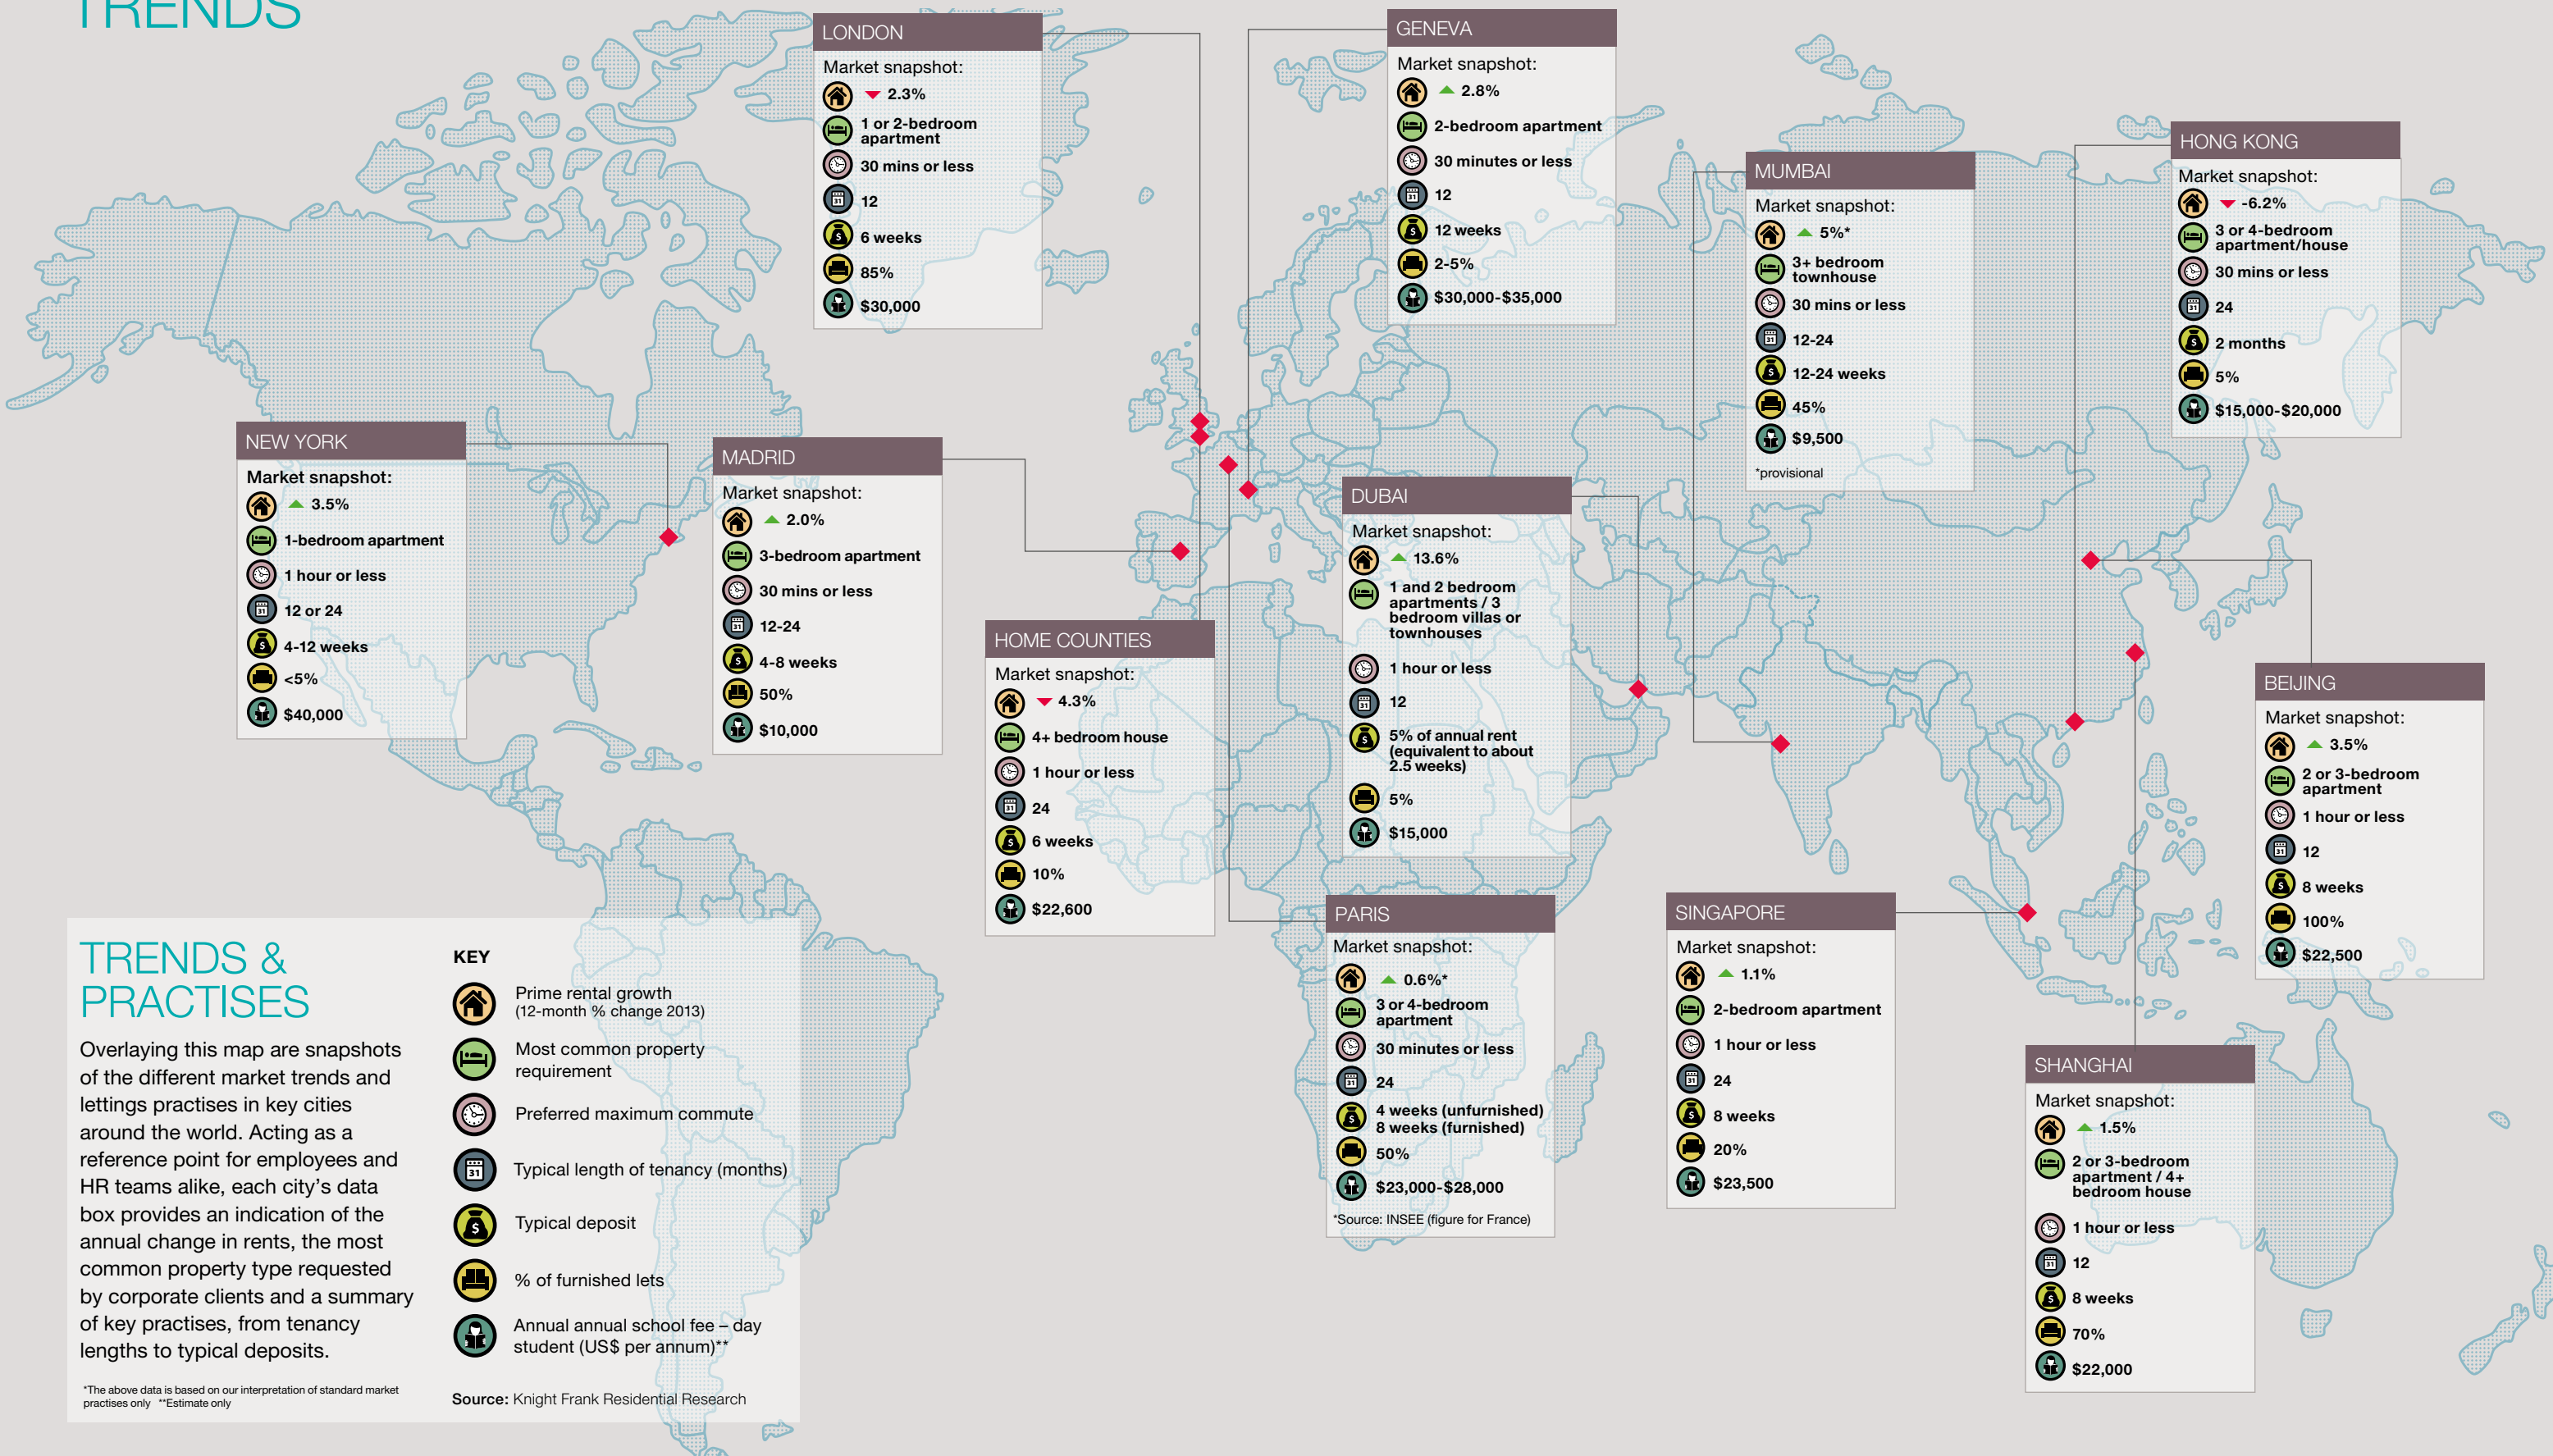 TRENDS
LONDON
Market snapshot:
2.3%
1 or 2-bedroom
apartment
30 mins or less
12
6 weeks
85%
$30,000
GENEVA
Market snapshot:
2.8%
2-bedroom apartment
30 minutes or less
12
12 weeks
2-5%
$30,000-$35,000
MUMBAI
Market snapshot:
5%*
3+ bedroom
townhouse
30 mins or less
12-24
12-24 weeks
45%
$9,500
*provisional
HONG KONG
Market snapshot:
-6.2%
3 or 4-bedroom
apartment/house
30 mins or less
24
2 months
5%
$15,000-$20,000
NEW YORK
Market snapshot:
3.5%
1-bedroom apartment
1 hour or less
12 or 24
4-12 weeks
<5%
$40,000
MADRID
Market snapshot:
2.0%
3-bedroom apartment
30 mins or less
12-24
4-8 weeks
50%
$10,000
HOME COUNTIES
Market snapshot:
4.3%
4+ bedroom house
1 hour or less
24
6 weeks
10%
$22,600
DUBAI
Market snapshot:
13.6%
1 and 2 bedroom
apartments / 3
bedroom villas or
townhouses
1 hour or less
12
5% of annual rent
(equivalent to about
2.5 weeks)
5%
$15,000
BEIJING
Market snapshot:
3.5%
2 or 3-bedroom
apartment
1 hour or less
12
8 weeks
100%
$22,500
PARIS
Market snapshot:
0.6%*
3 or 4-bedroom
apartment
30 minutes or less
24
4 weeks (unfurnished)
8 weeks (furnished)
50%
$23,000-$28,000
*Source: INSEE (figure for France)
SINGAPORE
Market snapshot:
1.1%
2-bedroom apartment
1 hour or less
24
8 weeks
20%
$23,500
SHANGHAI
Market snapshot:
1.5%
2 or 3-bedroom
apartment / 4+
bedroom house
1 hour or less
12
8 weeks
70%
$22,000
TRENDS &
PRACTISES
Overlaying this map are snapshots
of the different market trends and
lettings practises in key cities
around the world. Acting as a
reference point for employees and
HR teams alike, each city's data
box provides an indication of the
annual change in rents, the most
common property type requested
by corporate clients and a summary
of key practises, from tenancy
lengths to typical deposits.
*The above data is based on our interpretation of standard market
practises only **Estimate only
KEY
Prime rental growth
(12-month % change 2013)
Most common property
requirement
Preferred maximum commute
31
Typical length of tenancy (months)
$
Typical deposit
% of furnished lets
Annual annual school fee – day
student (US$ per annum)**
Source: Knight Frank Residential Research